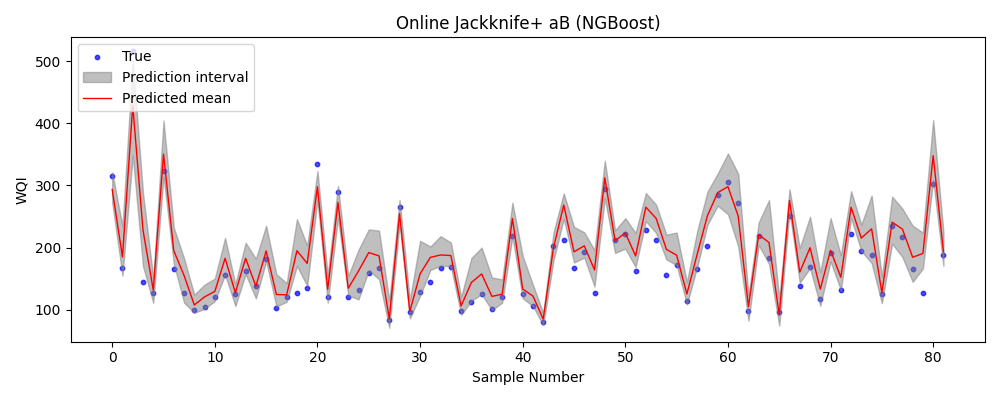 Online Jackknife+ aB (NGBoost)
True
Prediction interval
Predicted mean
WQI
500
400
300
200
100
0
10
20
30
40
50
60
70
80
Sample Number